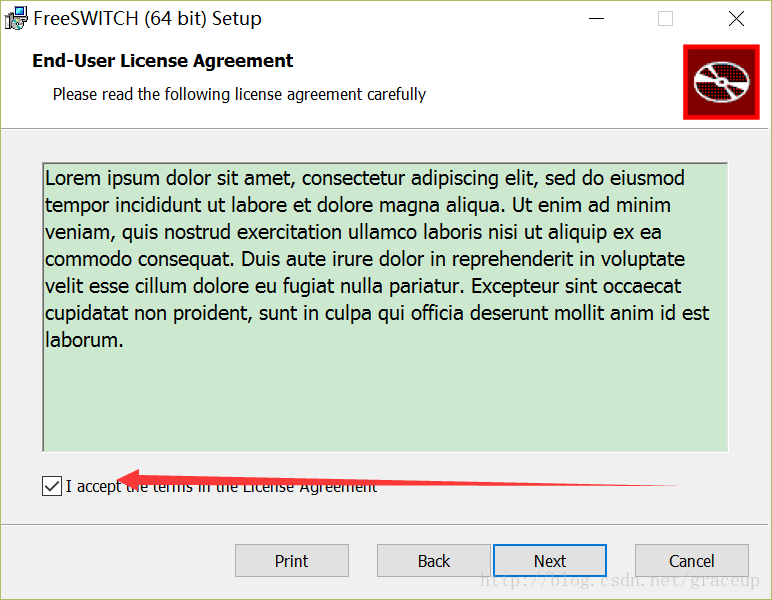 FreeSWITCH (64 bit) Setup
End-User License Agreement
Please read the following license agreement carefully
Lorem ipsum dolor sit amet, consectetur adipiscing elit, sed do eiusmod
tempor incididunt ut labore et dolore magna aliqua. Ut enim ad minim
veniam, quis nostrud exercitation ullamco laboris nisi ut aliquip ex ea
commodo consequat. Duis aute irure dolor in reprehenderit in voluptate
velit esse cillum dolore eu fugiat nulla pariatur. Excepteur sint occaecat
cupidatat non proident, sunt in culpa qui officia deserunt mollit anim id est
laborum.
I accept the terms in the License Agreement
Print Back Next Cancel
http://blog.csdn.net/graceup